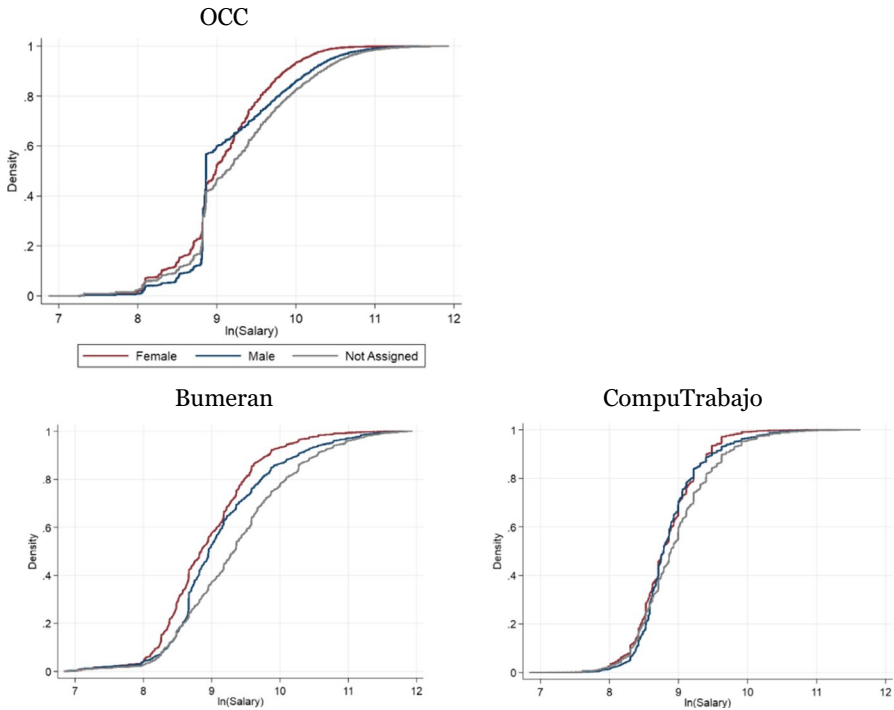 OCC
1
.8
.6
.4
.2
0
Density
7 8 9 10 11 12
ln(Salary)
Female Male Not Assigned
Bumeran
1
.8
.6
.4
.2
0
Density
7 8 9 10 11 12
ln(Salary)
CompuTrabajo
1
.8
.6
.4
.2
0
Density
7 8 9 10 11 12
ln(Salary)